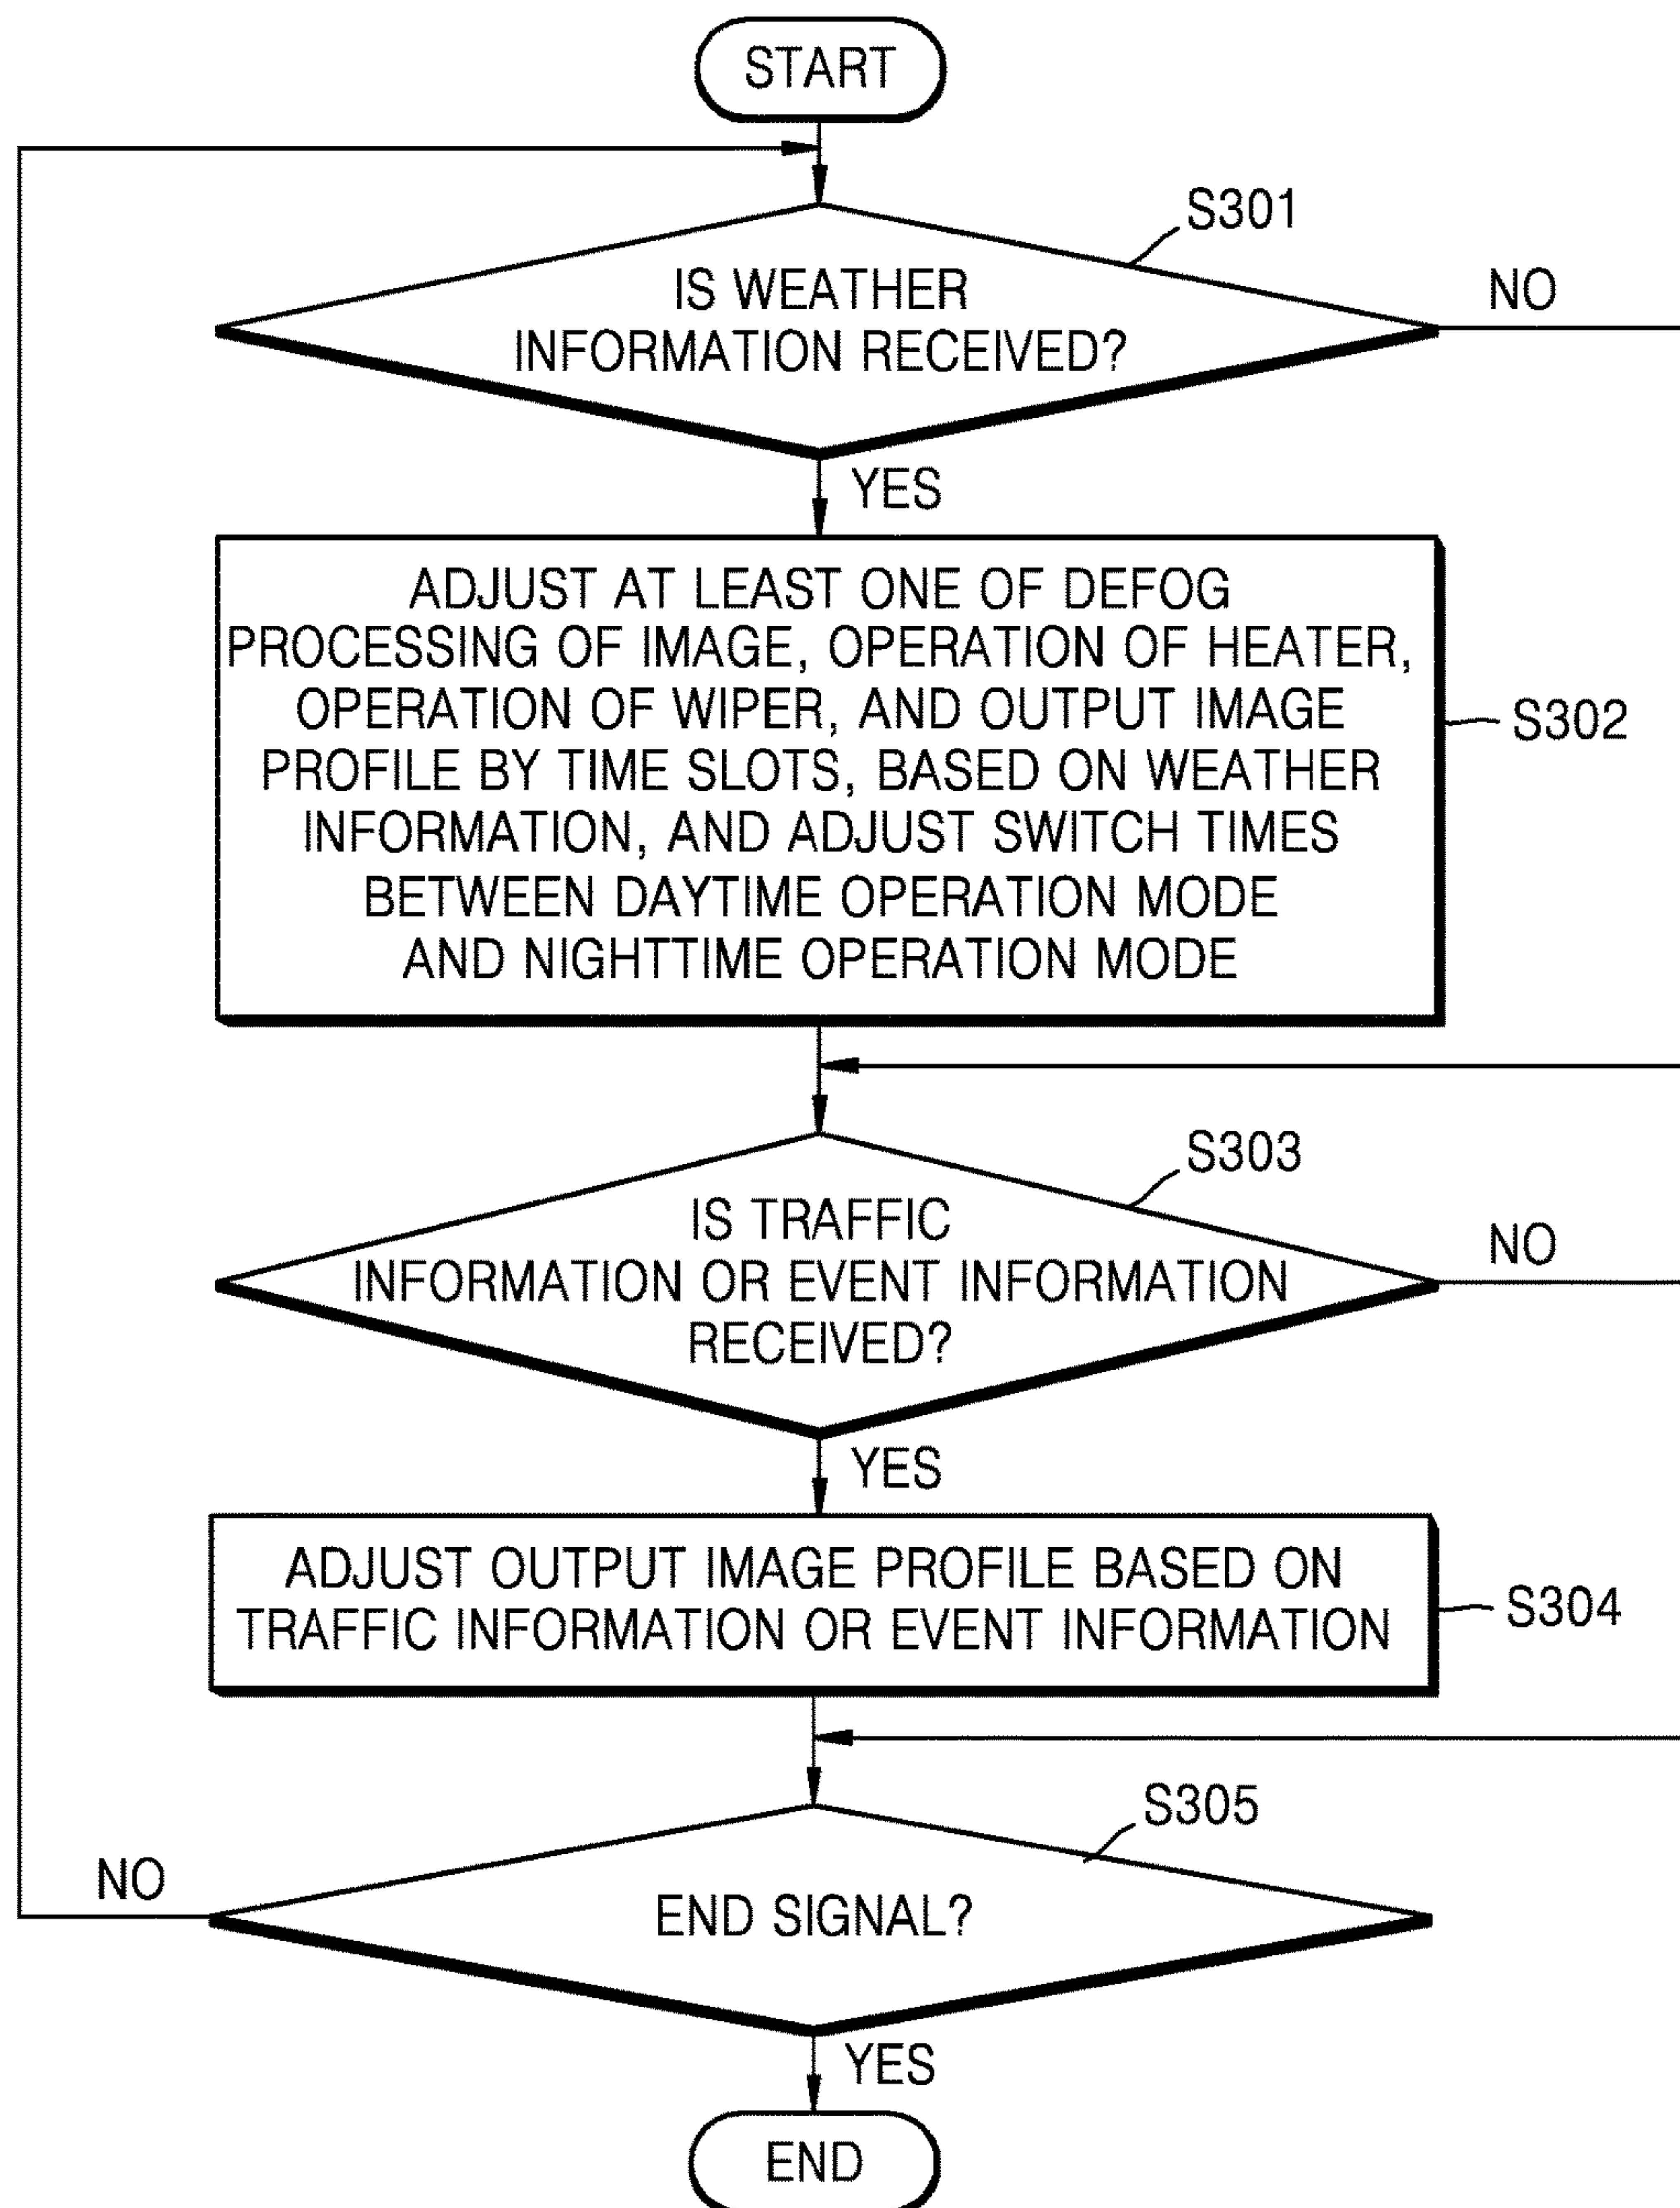 START
S301
IS WEATHER
INFORMATION RECEIVED?
NO
YES
ADJUST AT LEAST ONE OF DEFOG
PROCESSING OF IMAGE, OPERATION OF HEATER,
OPERATION OF WIPER, AND OUTPUT IMAGE
PROFILE BY TIME SLOTS, BASED ON WEATHER
INFORMATION, AND ADJUST SWITCH TIMES
BETWEEN DAYTIME OPERATION MODE
AND NIGHTTIME OPERATION MODE
S302
S303
IS TRAFFIC
INFORMATION OR EVENT INFORMATION
RECEIVED?
NO
YES
ADJUST OUTPUT IMAGE PROFILE BASED ON
TRAFFIC INFORMATION OR EVENT INFORMATION
S304
S305
NO
END SIGNAL?
YES
END